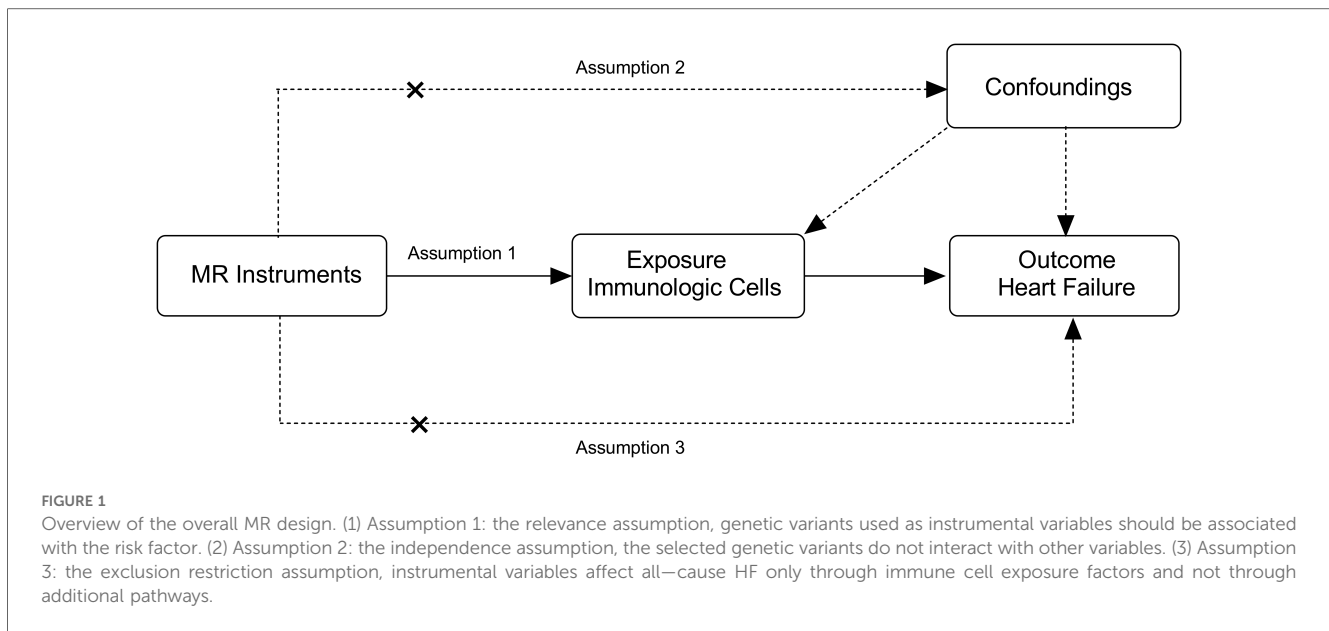 Assumption 2
Confoundings
MR Instruments
Assumption 1
Exposure
Immunologic Cells
Outcome
Heart Failure
Assumption 3
FIGURE 1
Overview of the overall MR design. (1) Assumption 1: the relevance assumption, genetic variants used as instrumental variables should be associated
with the risk factor. (2) Assumption 2: the independence assumption, the selected genetic variants do not interact with other variables. (3) Assumption
3: the exclusion restriction assumption, instrumental variables affect all—cause HF only through immune cell exposure factors and not through
additional pathways.